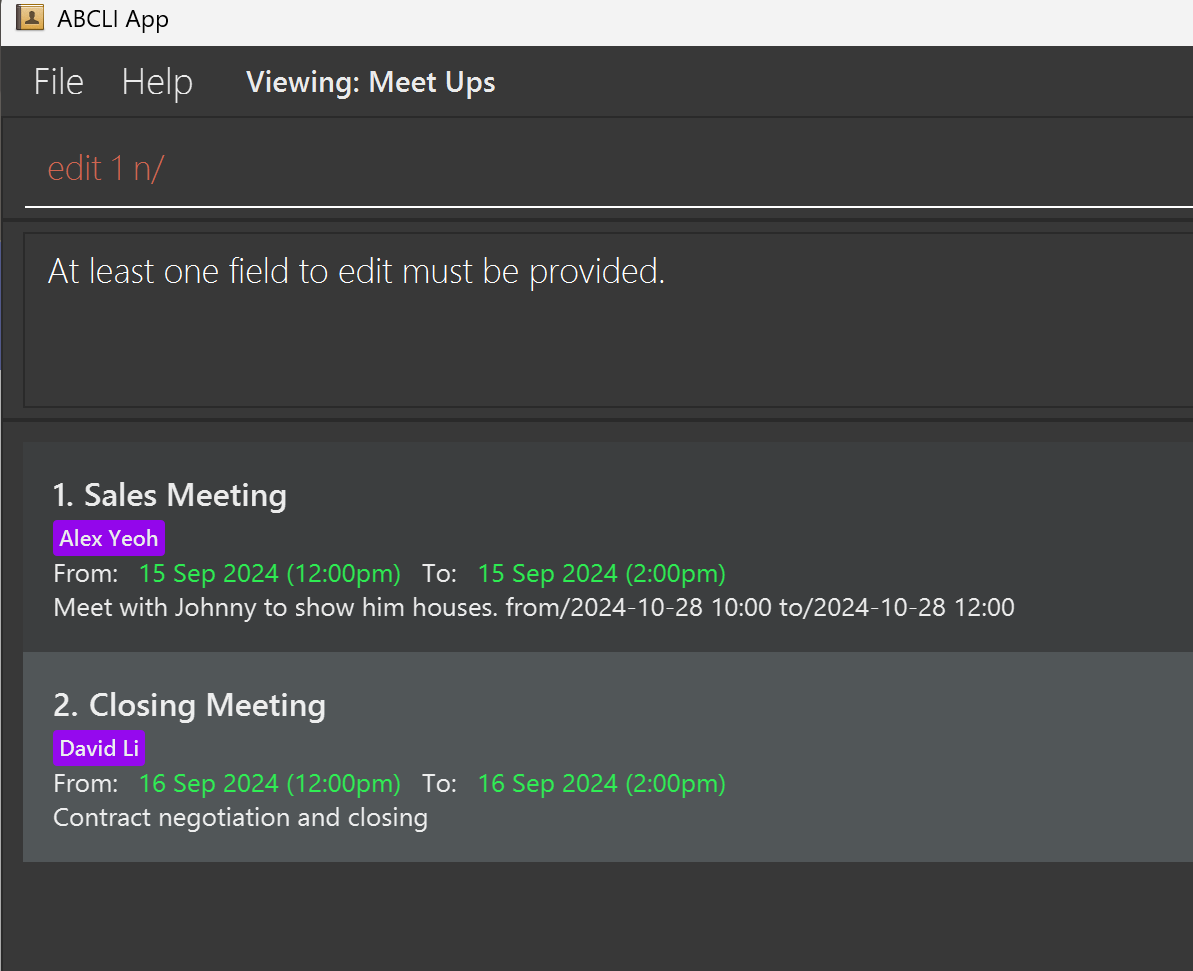 ABCLI App
File Help Viewing: Meet Ups
edit 1 n/
At least one field to edit must be provided.
1. Sales Meeting
Alex Yeoh
From: 15 Sep 2024 (12:00pm) To: 15 Sep 2024 (2:00pm)
Meet with Johnny to show him houses. from/2024-10-28 10:00 to/2024-10-28 12:00
2. Closing Meeting
David Li
From: 16 Sep 2024 (12:00pm) To: 16 Sep 2024 (2:00pm)
Contract negotiation and closing